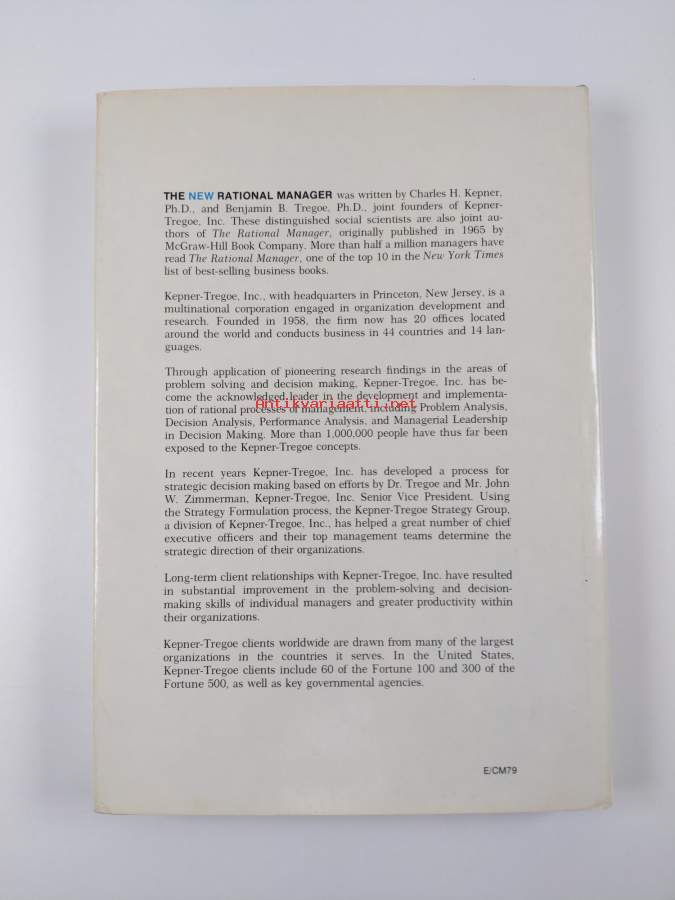 THE NEW RATIONAL MANAGER was written by Charles H. Kepner,
Ph.D., and Benjamin B. Tregoe, Ph.D., joint founders of Kepner-
Tregoe, Inc. These distinguished social scientists are also joint au-
thors of The Rational Manager, originally published in 1965 by
McGraw-Hill Book Company. More than half a million managers have
read The Rational Manager, one of the top 10 in the New York Times
list of best-selling business books.
Kepner-Tregoe, Inc., with headquarters in Princeton, New Jersey, is a
multinational corporation engaged in organization development and
research. Founded in 1958, the firm now has 20 offices located
around the world and conducts business in 44 countries and 14 lan-
guages.
Through application of pioneering research findings in the areas of
problem solving and decision making, Kepner-Tregoe, Inc. has be-
come the acknowledged leader in the development and implementa-
Antikvariaatti.net
tion of rational processes of management, including Problem Analysis,
Decision Analysis, Performance Analysis, and Managerial Leadership
in Decision Making. More than 1,000,000 people have thus far been
exposed to the Kepner-Tregoe concepts.
In recent years Kepner-Tregoe, Inc. has developed a process for
strategic decision making based on efforts by Dr. Tregoe and Mr. John
W. Zimmerman, Kepner-Tregoe, Inc. Senior Vice President. Using
the Strategy Formulation process, the Kepner-Tregoe Strategy Group,
a division of Kepner-Tregoe, Inc., has helped a great number of chief
executive officers and their top management teams determine the
strategic direction of their organizations.
Long-term client relationships with Kepner-Tregoe, Inc. have resulted
in substantial improvement in the problem-solving and decision-
making skills of individual managers and greater productivity within
their organizations.
Kepner-Tregoe clients worldwide are drawn from many of the largest
organizations in the countries it serves. In the United States,
Kepner-Tregoe clients include 60 of the Fortune 100 and 300 of the
Fortune 500, as well as key governmental agencies.
E/CM79